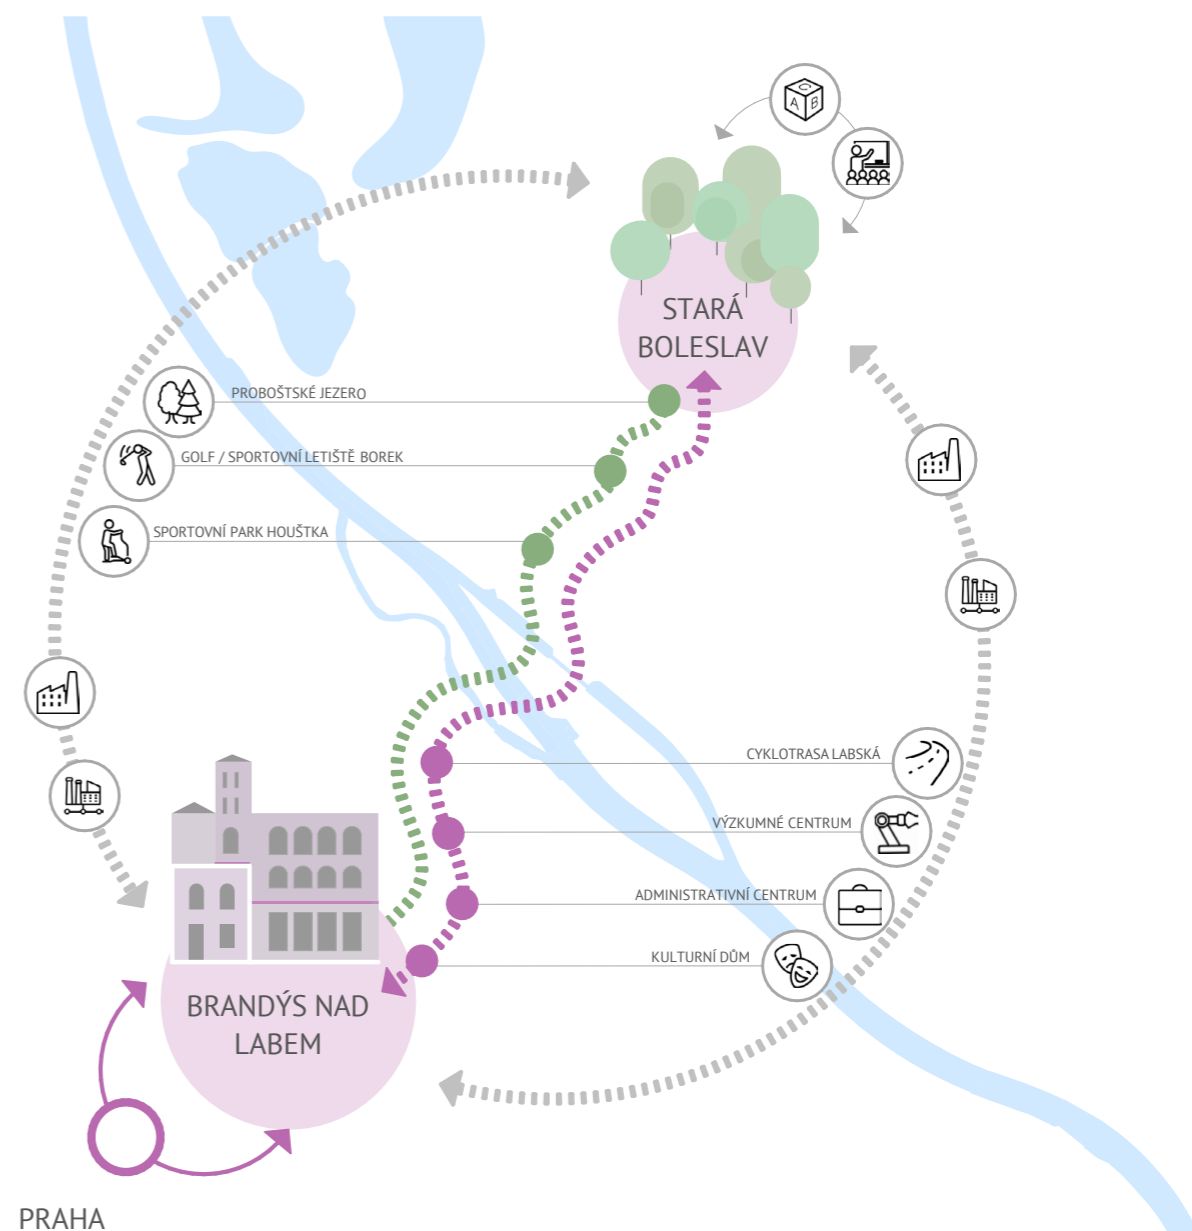 C
A B
STARÁ
BOLESLAV
PROBOŠTSKÉ JEZERO
GOLF / SPORTOVNÍ LETIŠTĚ BOREK
SPORTOVNÍ PARK HOUŠTKA
CYKLOTRASA LABSKÁ
VÝZKUMNÉ CENTRUM
ADMINISTRATIVNÍ CENTRUM
KULTURNÍ DŮM
BRANDÝS NAD
LABEM
PRAHA